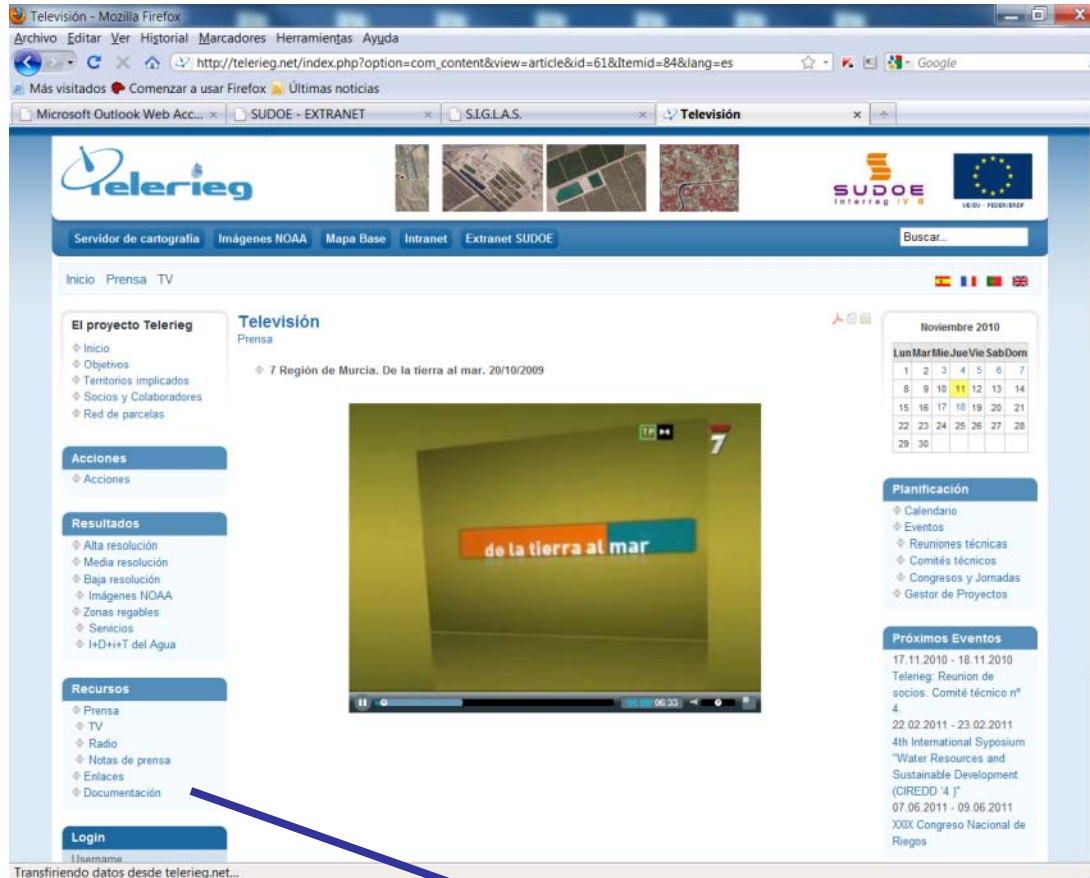 Televisión - Mozilla Firefox
Archivo Editar Ver Historial Marcadores Herramientas Ayuda
http://telerieg.net/index.php?option=com_content&view=article&id=61&Itemid=84&lang=es
Google
Más visitados Comenzar a usar Firefox Últimas noticias
Microsoft Outlook Web Acc... SUDOE - EXTRANET S.I.G.L.A.S. Televisión
Telerieg
SUDOE
Interreg IV B
UE/EU - FEDER/ERDF
Servidor de cartografía Imágenes NOAA Mapa Base Intranet Extranet SUDOE
Buscar...
Inicio Prensa TV
El proyecto Telerieg
Inicio
Objetivos
Territorios implicados
Socios y Colaboradores
Red de parcelas
Acciones
Acciones
Resultados
Alta resolución
Media resolución
Baja resolución
Imágenes NOAA
Zonas regables
Servicios
I+D+i+T del Agua
Recursos
Prensa
TV
Radio
Notas de prensa
Enlaces
Documentación
Login
Username
Televisión
Prensa
7 Región de Murcia. De la tierra al mar. 20/10/2009
TP
7
de la tierra al mar
06:33
Noviembre 2010
Lun Mar Mie Jue Vie Sab Dom
1 2 3 4 5 6 7
8 9 10 11 12 13 14
15 16 17 18 19 20 21
22 23 24 25 26 27 28
29 30
Planificación
Calendario
Eventos
Reuniones técnicas
Comités técnicos
Congresos y Jornadas
Gestor de Proyectos
Próximos Eventos
17.11.2010 - 18.11.2010
Telerieg: Reunion de
socios. Comité técnico nº
4.
22.02.2011 - 23.02.2011
4th International Syposium
"Water Resources and
Sustainable Development
(CIREDD '4 )"
07.06.2011 - 09.06.2011
XXIX Congreso Nacional de
Riegos
Transfiriendo datos desde telerieg.net...